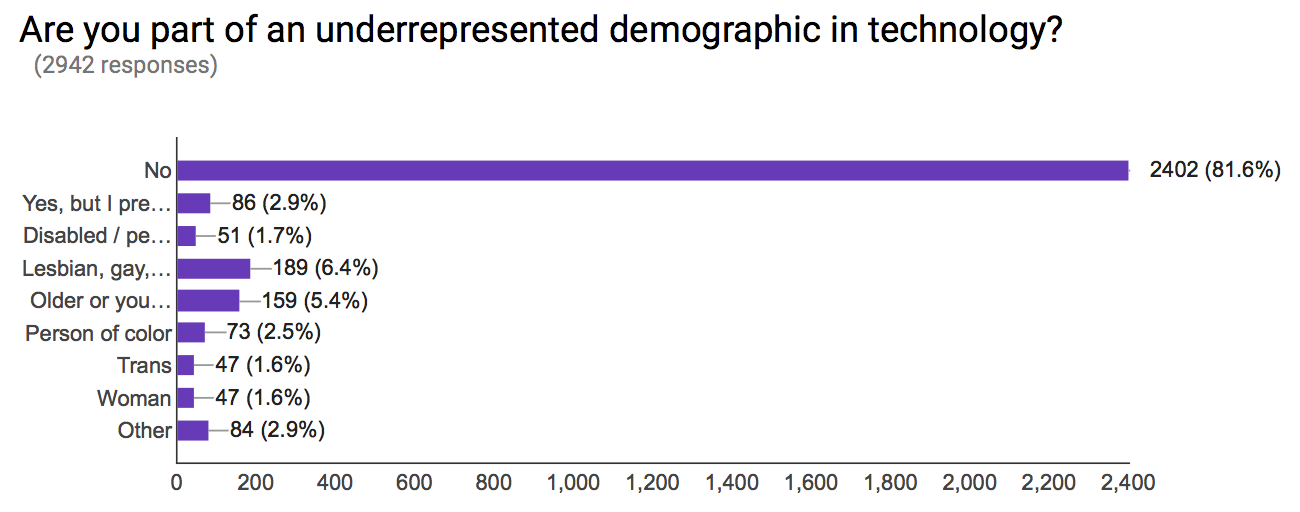 Are you part of an underrepresented demographic in technology?
(2942 responses)
No 2402 (81.6%)
Yes, but I pre… 86 (2.9%)
Disabled / pe… 51 (1.7%)
Lesbian, gay,… 189 (6.4%)
Older or you… 159 (5.4%)
Person of color 73 (2.5%)
Trans 47 (1.6%)
Woman 47 (1.6%)
Other 84 (2.9%)
0 200 400 600 800 1,000 1,200 1,400 1,600 1,800 2,000 2,200 2,400